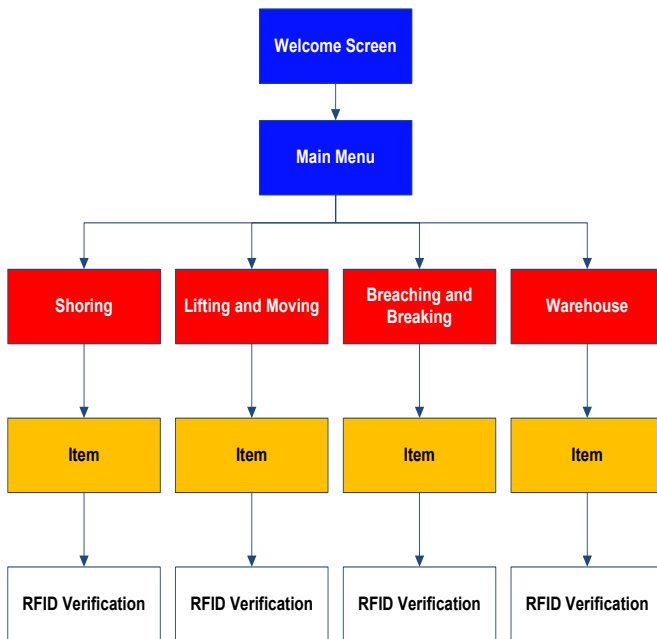 Welcome Screen
Main Menu
Shoring
Lifting and Moving
Breaching and
Breaking
Warehouse
Item
Item
Item
Item
RFID Verification
RFID Verification
RFID Verification
RFID Verification